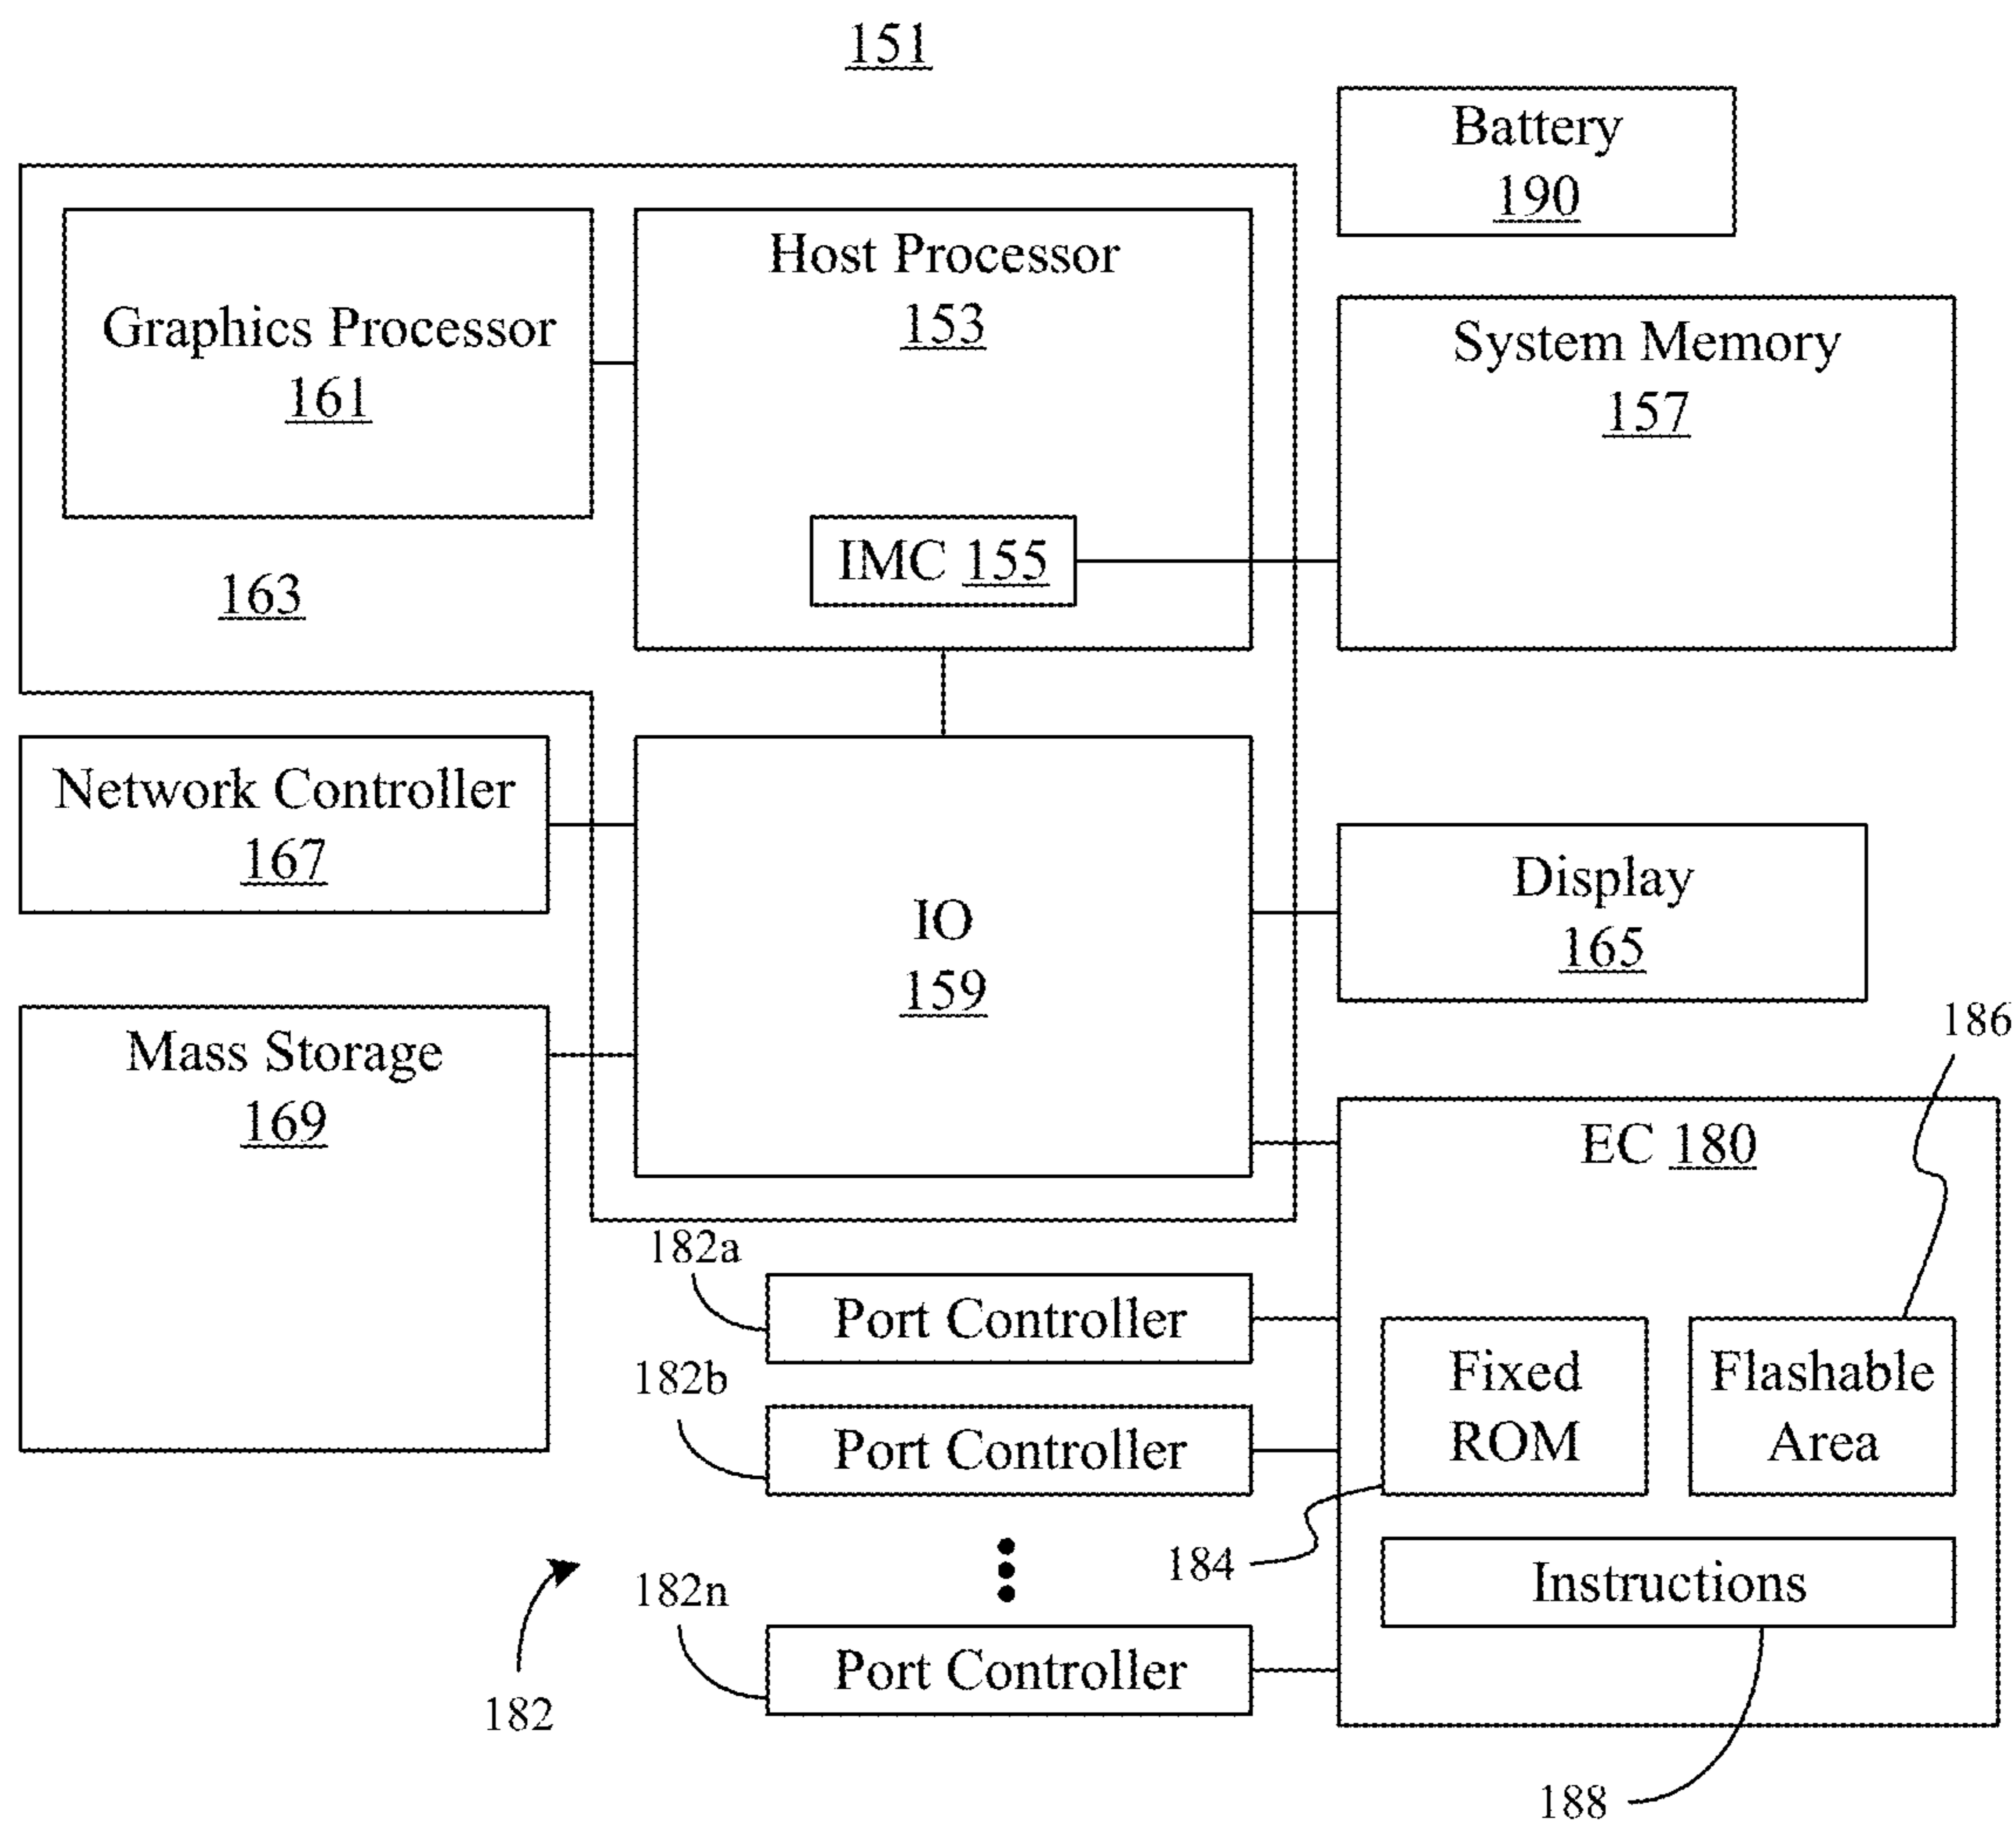 151
Battery
190
Graphics Processor
161
Host Processor
153
IMC 155
System Memory
157
163
Network Controller
167
IO
159
Display
165
Mass Storage
169
186
EC 180
182a
Port Controller
182b
Port Controller
Fixed
ROM
Flashable
Area
184
Instructions
182n
Port Controller
182
188